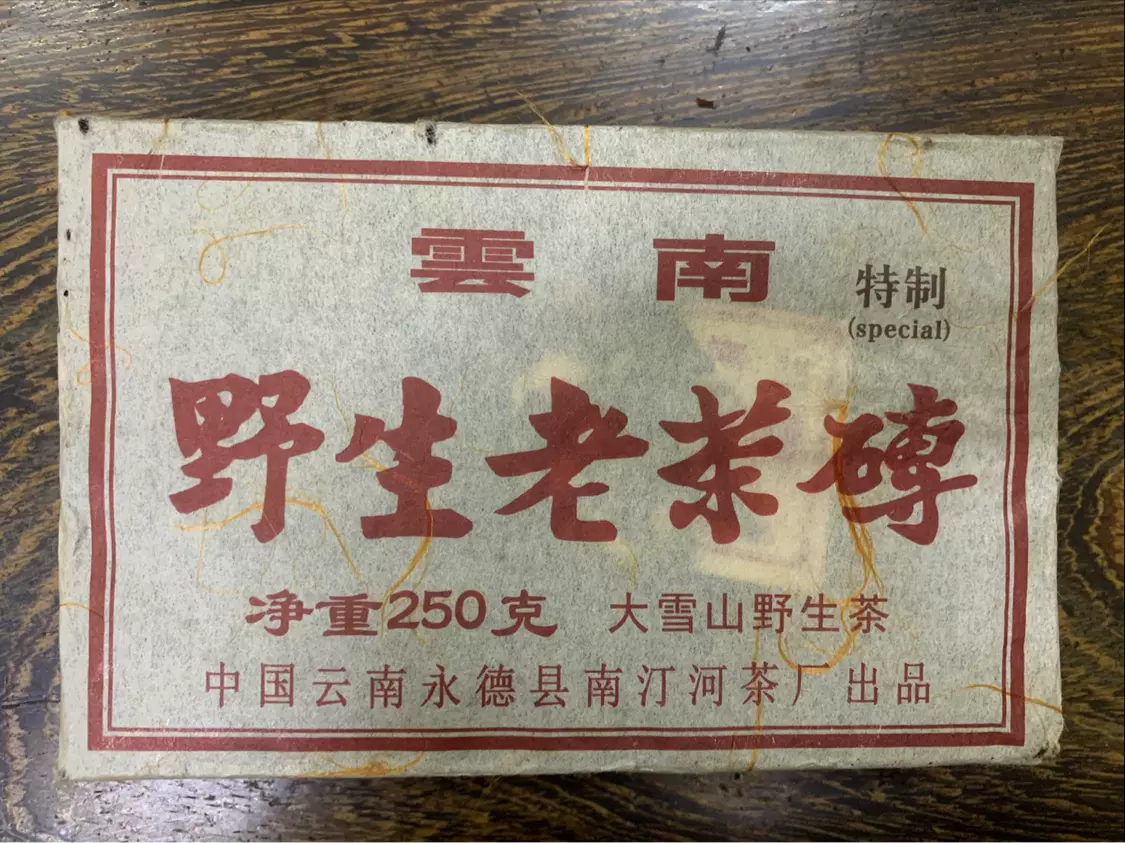 雲南
特制
(special)
野生老茶磚
净重250克 大雪山野生茶
中国云南永德县南汀河茶厂出品